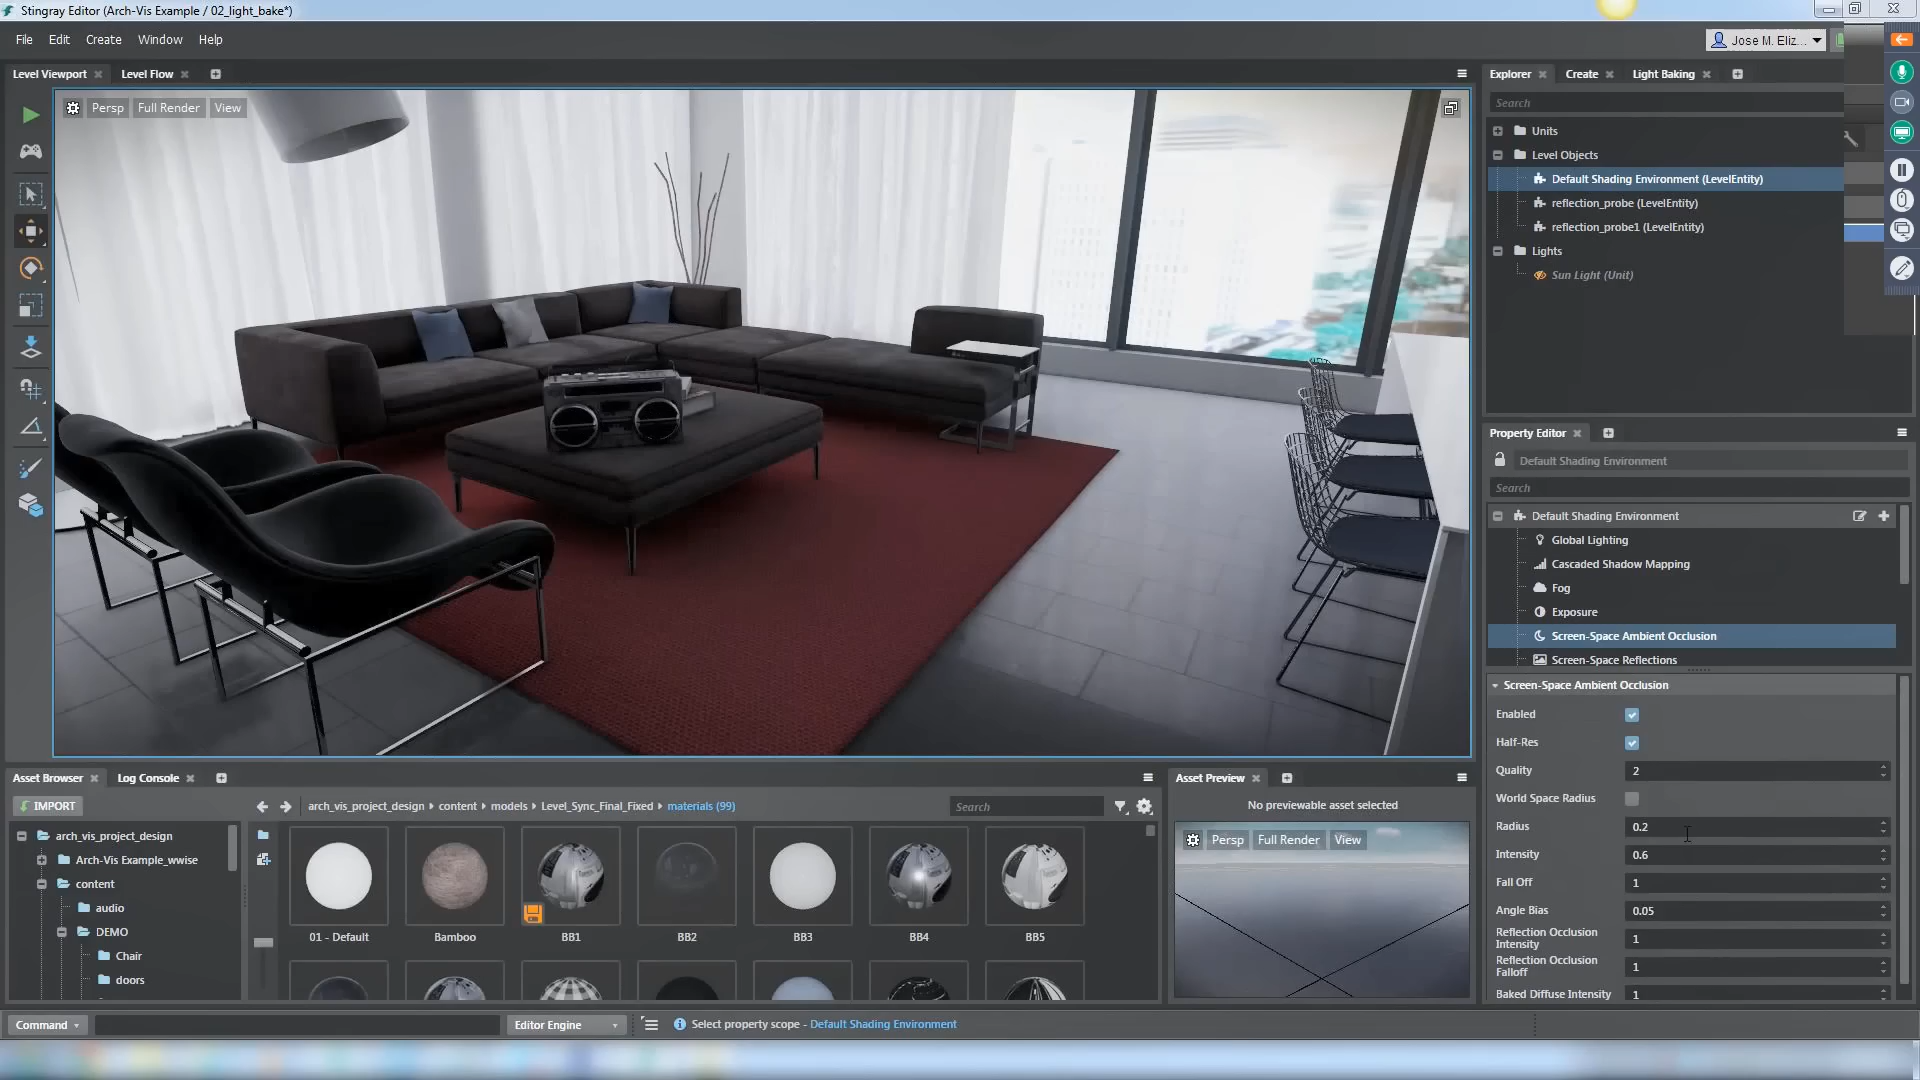 Stingray Editor (Arch-Vis Example / 02_light_bake*)
File Edit Create Window Help
Jose M. Eliz...
Level Viewport Level Flow
Explorer Create Light Baking
Persp Full Render View
Search
Units
Level Objects
Default Shading Environment (LevelEntity)
reflection_probe (LevelEntity)
reflection_probe1 (LevelEntity)
Lights
Sun Light (Unit)
Property Editor
Default Shading Environment
Search
Default Shading Environment
Global Lighting
Cascaded Shadow Mapping
Fog
Exposure
Screen-Space Ambient Occlusion
Screen-Space Reflections
Screen-Space Ambient Occlusion
Enabled
Half-Res
Quality 2
World Space Radius
Radius 0.2
Intensity 0.6
Fall Off 1
Angle Bias 0.05
Reflection Occlusion Intensity 1
Reflection Occlusion Falloff 1
Baked Diffuse Intensity 1
Asset Browser Log Console
IMPORT
arch_vis_project_design content models Level_Sync_Final_Fixed materials (99)
Search
arch_vis_project_design
Arch-Vis Example_wwise
content
audio
DEMO
Chair
doors
01 - Default Bamboo BB1 BB2 BB3 BB4 BB5
Asset Preview
No previewable asset selected
Persp Full Render View
Command
Editor Engine
Select property scope - Default Shading Environment